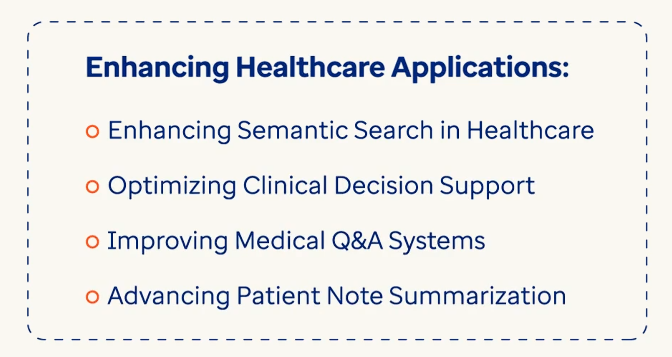 Enhancing Healthcare Applications:
Enhancing Semantic Search in Healthcare
Optimizing Clinical Decision Support
Improving Medical Q&A Systems
Advancing Patient Note Summarization